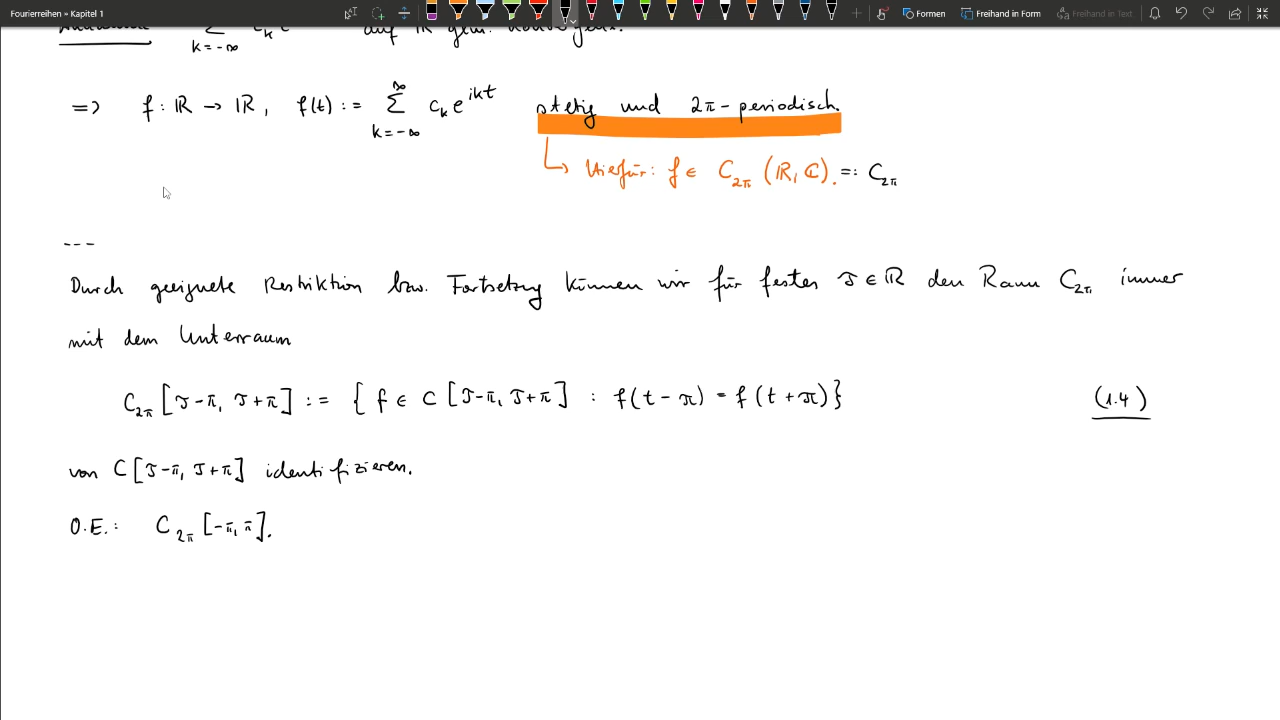 Fourierreihen » Kapitel 1
Formen
Freihand in Form
Freihand in Text
k=-∞ auf ℝ
=> f: ℝ → ℝ, f(t) := ∞ ∑ k=-∞ c_k e^{ikt} stetig und 2π-periodisch.
↳ Hierfür: f ∈ C_{2π} (ℝ, ℂ). =: C_{2π}
---
Durch geeignete Restriktion bzw. Fortsetzung können wir für festes J ∈ ℝ den Raum C_{2π} immer
mit dem Unterraum
C_{2π} [J-π, J+π] := { f ∈ C [J-π, J+π] : f(t-π) = f(t+π)} (1.4)
von C[J-π, J+π] identifizieren.
O.E.: C_{2π} [-π, π].